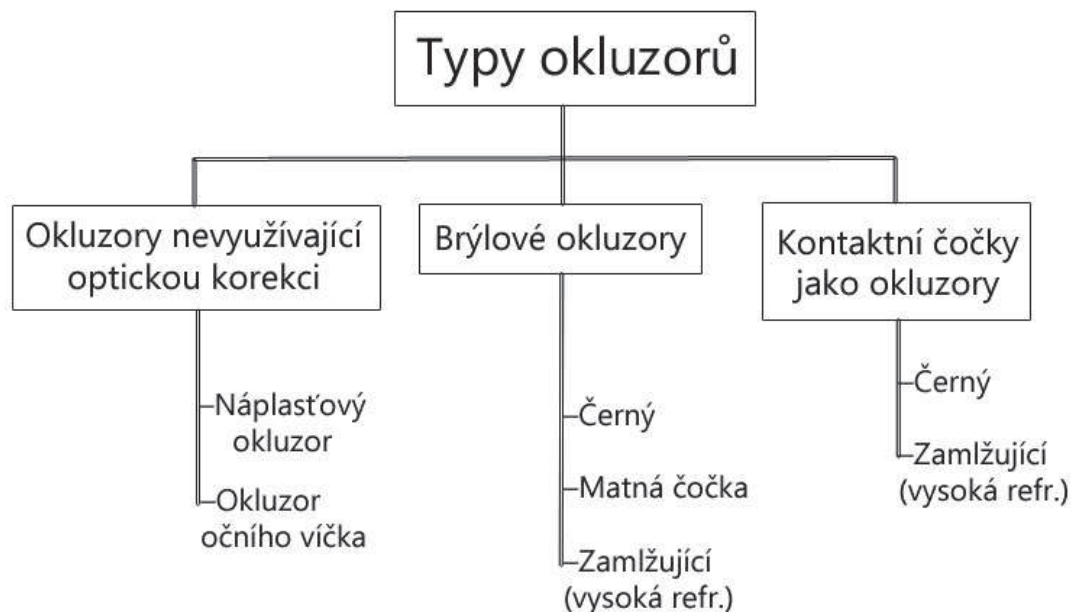 Typy okluzorů
Okluzory nevyužívající
optickou korekci
Náplasťový
okluzor
Okluzor
očního víčka
Brýlové okluzory
Černý
Matná čočka
Zamlžující
(vysoká refr.)
Kontaktní čočky
jako okluzory
Černý
Zamlžující
(vysoká refr.)